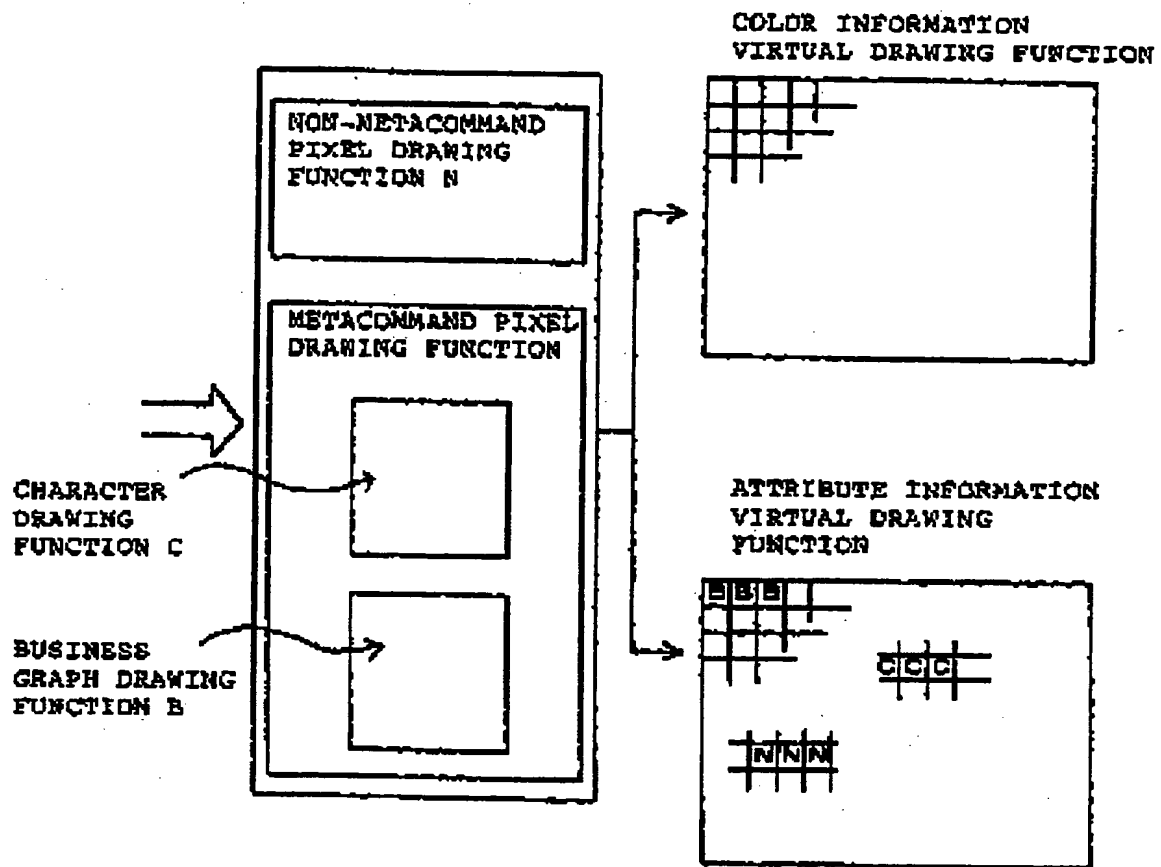 COLOR INFORMATION
VIRTUAL DRAWING FUNCTION
NON-NETACOMMAND
PIXEL DRAWING
FUNCTION N
METACOMMAND PIXEL
DRAWING FUNCTION
CHARACTER
DRAWING
FUNCTION C
BUSINESS
GRAPH DRAWING
FUNCTION B
ATTRIBUTE INFORMATION
VIRTUAL DRAWING
FUNCTION
B B B
C C C
N N N